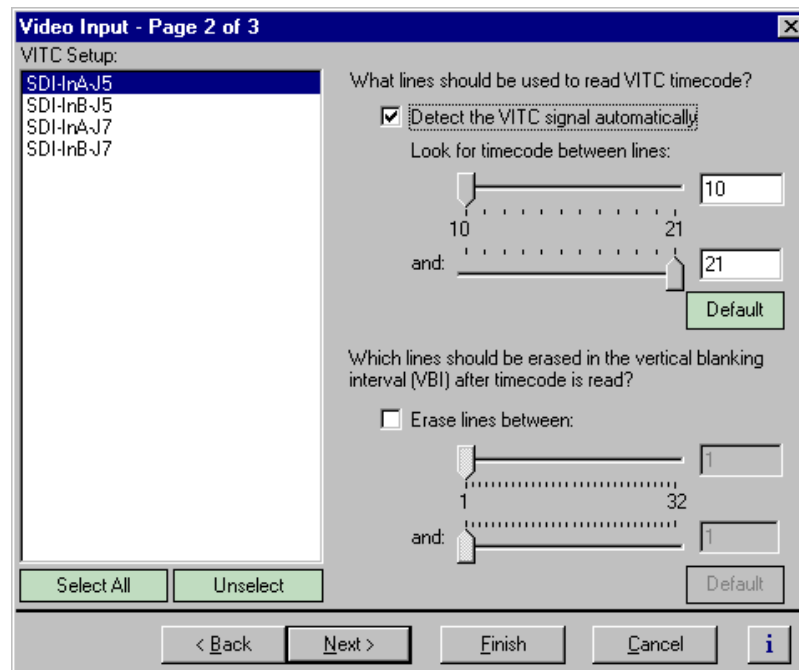 Video Input - Page 2 of 3
VITC Setup:
SDI-InA-J5
SDI-InB-J5
SDI-InA-J7
SDI-InB-J7
Select All
Unselect
What lines should be used to read VITC timecode?
Detect the VITC signal automatically
Look for timecode between lines:
10
10
21
and:
21
Default
Which lines should be erased in the vertical blanking
interval (VBI) after timecode is read?
Erase lines between:
1
1
32
and:
1
Default
< Back
Next >
Finish
Cancel
i